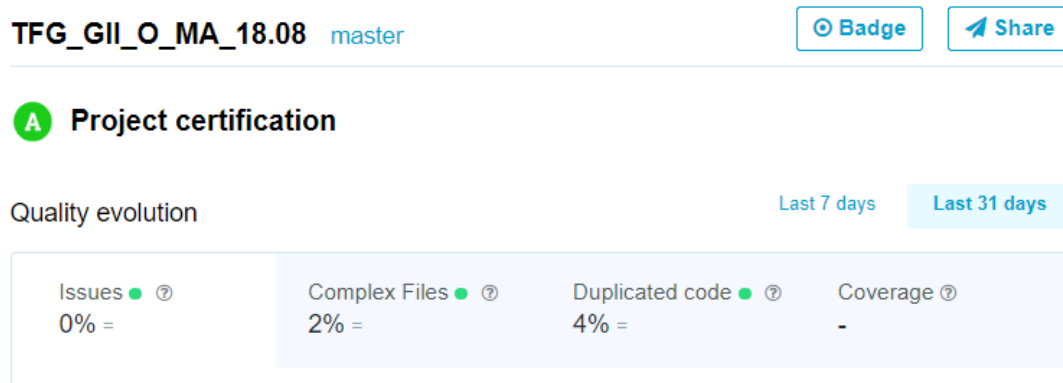 TFG_GII_O_MA_18.08 master Badge Share
A Project certification
Quality evolution Last 7 days Last 31 days
Issues ? Complex Files ? Duplicated code ? Coverage ?
0% = 2% = 4% = -